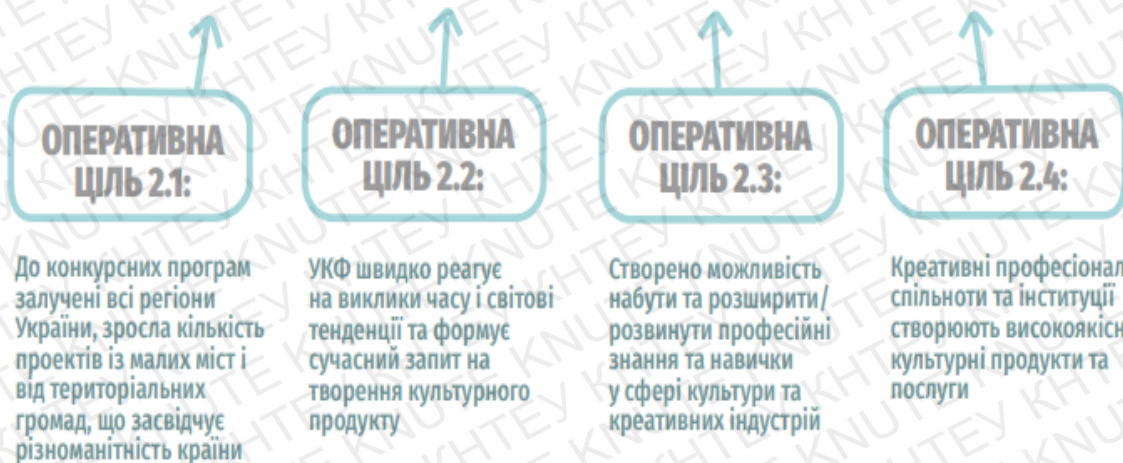 ОПЕРАТИВНА
ЦІЛЬ 2.1:
До конкурсних програм
залучені всі регіони
України, зросла кількість
проектів із малих міст і
від територіальних
громад, що засвідчує
різноманітність країни
ОПЕРАТИВНА
ЦІЛЬ 2.2:
УКФ швидко реагує
на виклики часу і світові
тенденції та формує
сучасний запит на
творення культурного
продукту
ОПЕРАТИВНА
ЦІЛЬ 2.3:
Створено можливість
набути та розширити/
розвинути професійні
знання та навички
у сфері культури та
креативних індустрій
ОПЕРАТИВНА
ЦІЛЬ 2.4:
Креативні професіонал
спільноти та інституції
створюють високоякісн
культурні продукти та
послуги